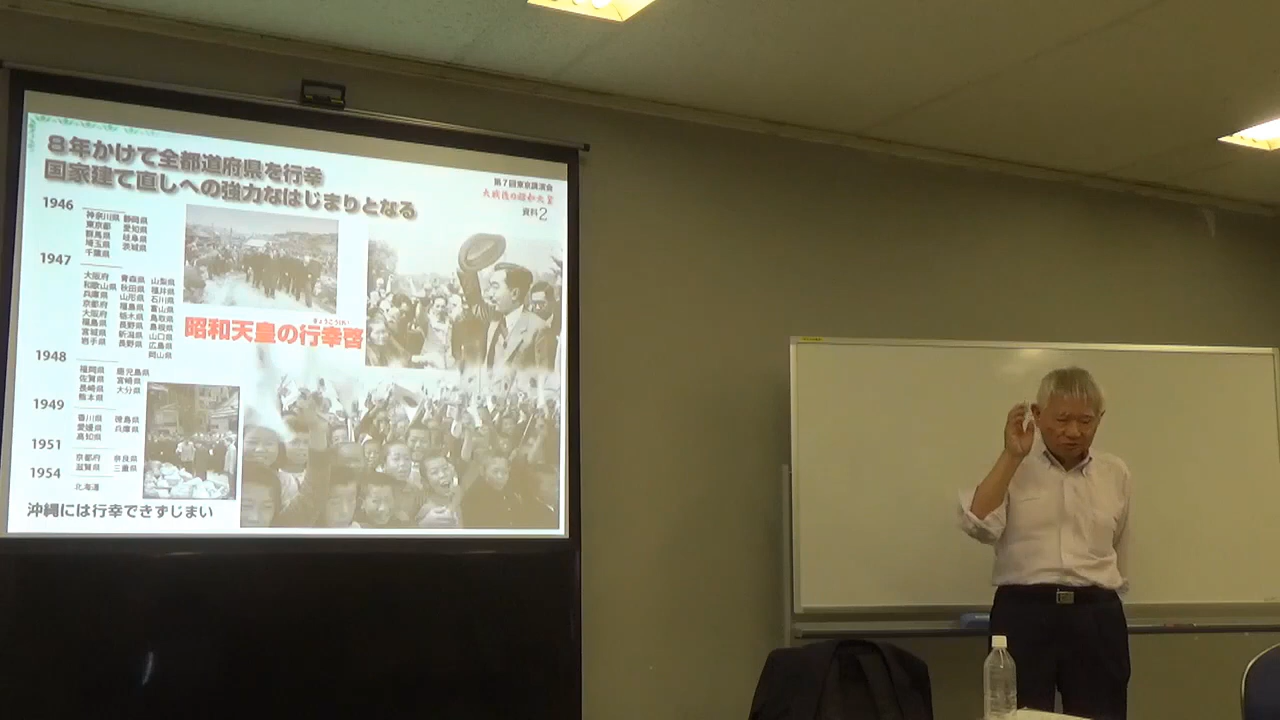 8年かけて全都道府県を行幸
国家建て直しへの強力なはじまりとなる
第7回東京講演会
大戦後の昭和天皇
資料2
1946
神奈川県 静岡県
東京都 愛知県
群馬県 岐阜県
埼玉県 茨城県
千葉県
1947
大阪府 青森県 山梨県
和歌山県 秋田県 福井県
兵庫県 山形県 石川県
京都府 福島県 富山県
大阪府 栃木県 鳥取県
福島県 長野県 島根県
宮城県 新潟県 山口県
岩手県 長野県 広島県
岡山県
1948
福岡県 鹿児島県
佐賀県 宮崎県
長崎県 大分県
熊本県
1949
香川県 徳島県
愛媛県 兵庫県
高知県
1951
京都府 奈良県
滋賀県 三重県
1954
北海道
沖縄には行幸できずじまい
ぎょうこうけい
昭和天皇の行幸啓